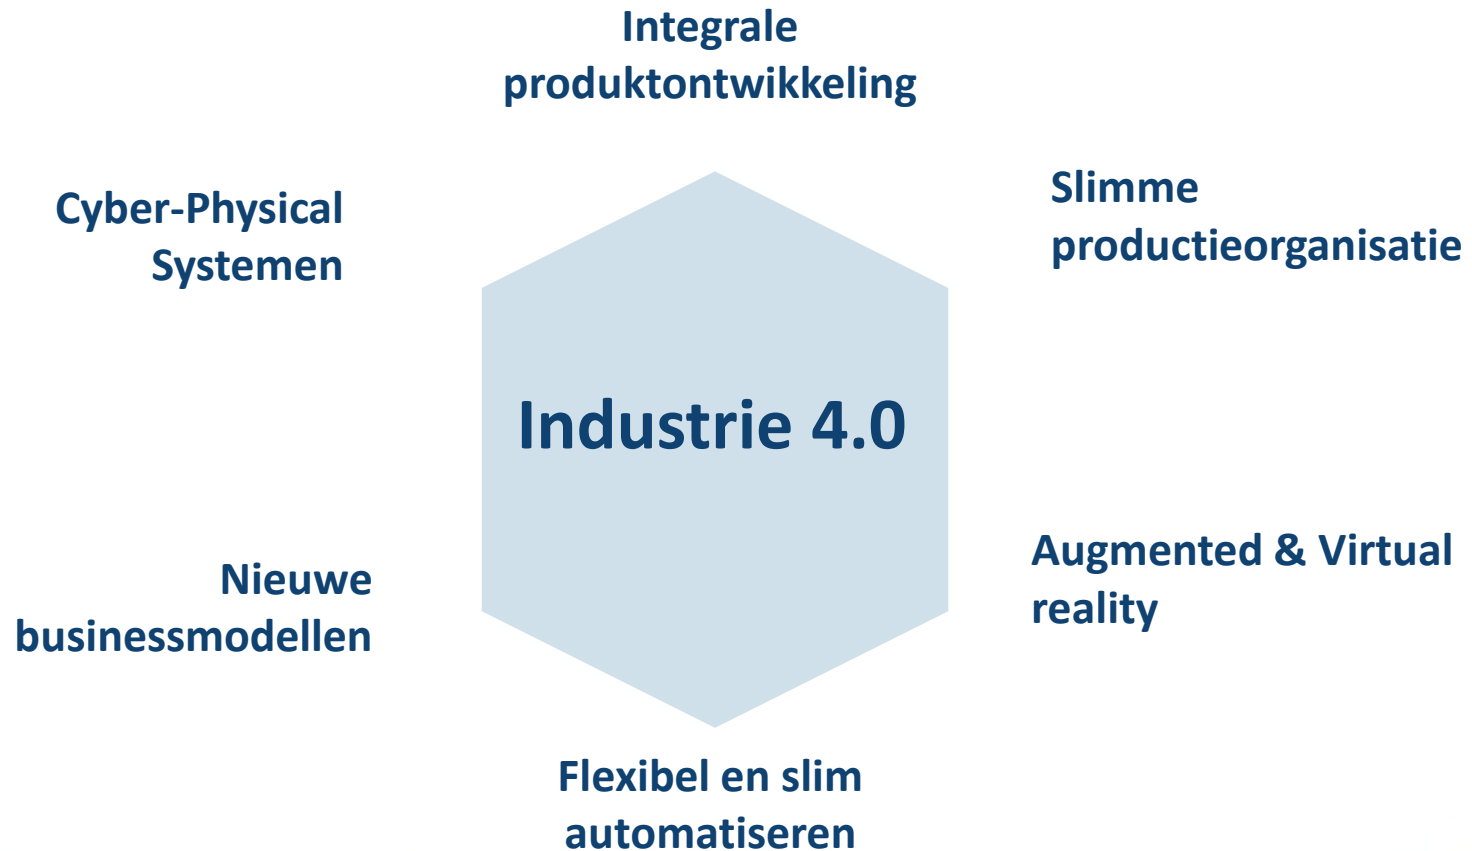 Integrale
produktontwikkeling
Slimme
productieorganisatie
Cyber-Physical
Systemen
Industrie 4.0
Augmented & Virtual
reality
Nieuwe
businessmodellen
Flexibel en slim
automatiseren